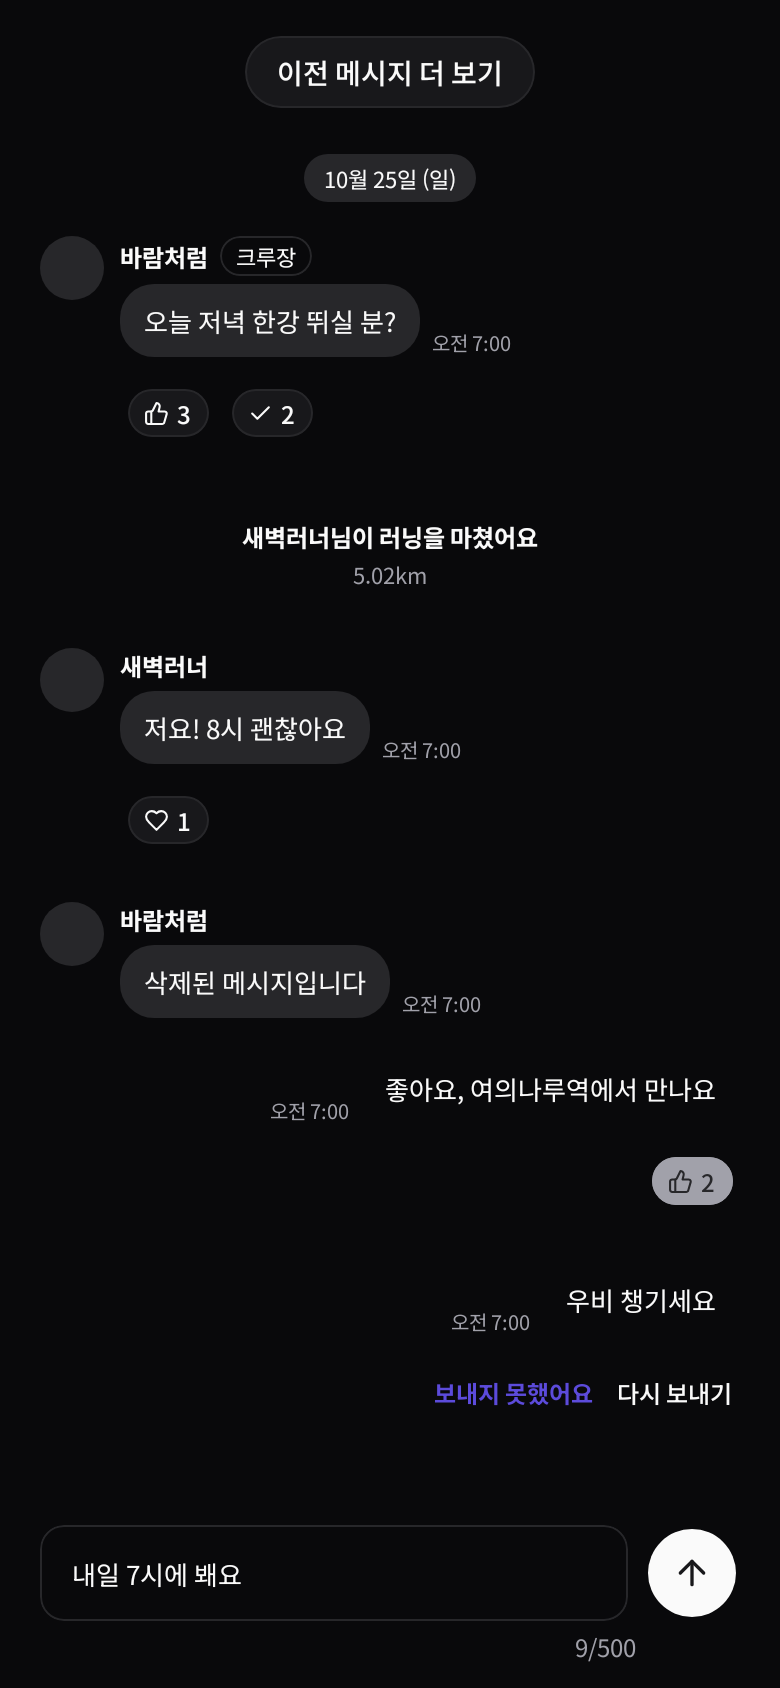 이전 메시지 더 보기
10월 25일 (일)
바람처럼 크루장
오늘 저녁 한강 뛰실 분?
오전 7:00
3 2
새벽러너님이 러닝을 마쳤어요
5.02km
새벽러너
저요! 8시 괜찮아요
오전 7:00
1
바람처럼
삭제된 메시지입니다
오전 7:00
좋아요, 여의나루역에서 만나요
오전 7:00
2
우비 챙기세요
오전 7:00
보내지 못했어요 다시 보내기
내일 7시에 봬요
9/500